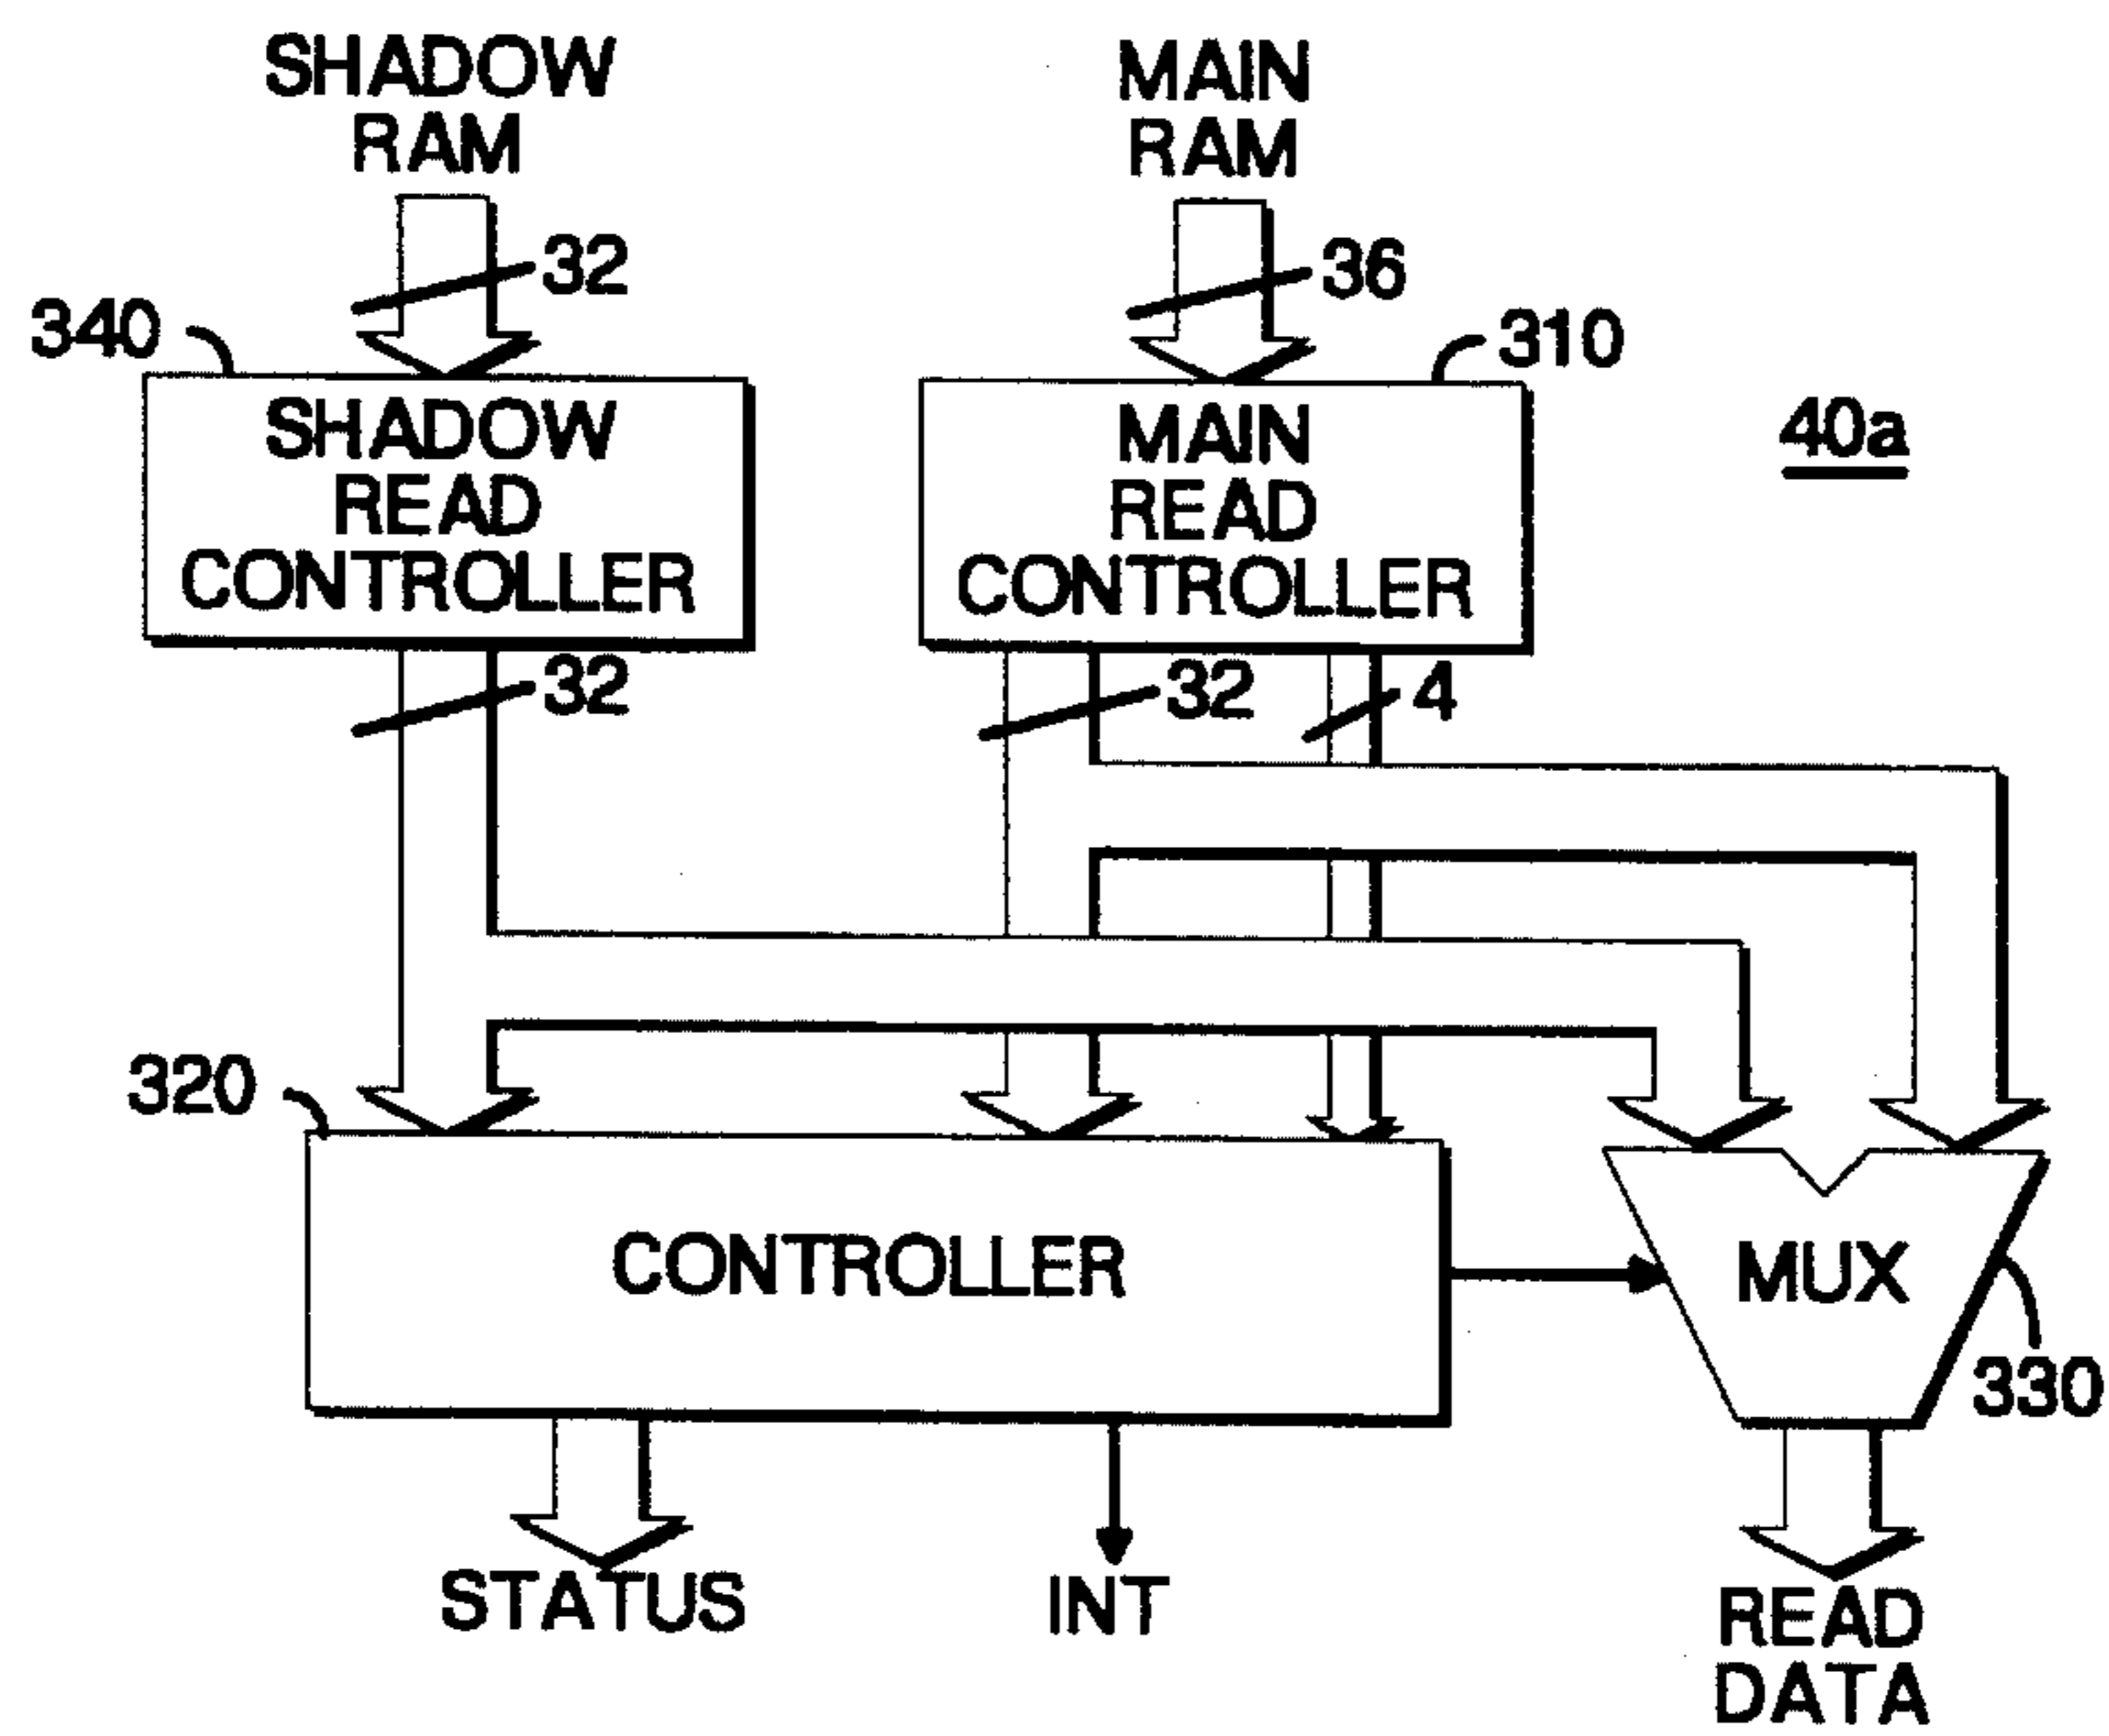 SHADOW
RAM
MAIN
RAM
32
36
340
310
SHADOW
READ
CONTROLLER
MAIN
READ
CONTROLLER
40a
32
32
4
320
CONTROLLER
MUX
330
STATUS
INT
READ
DATA